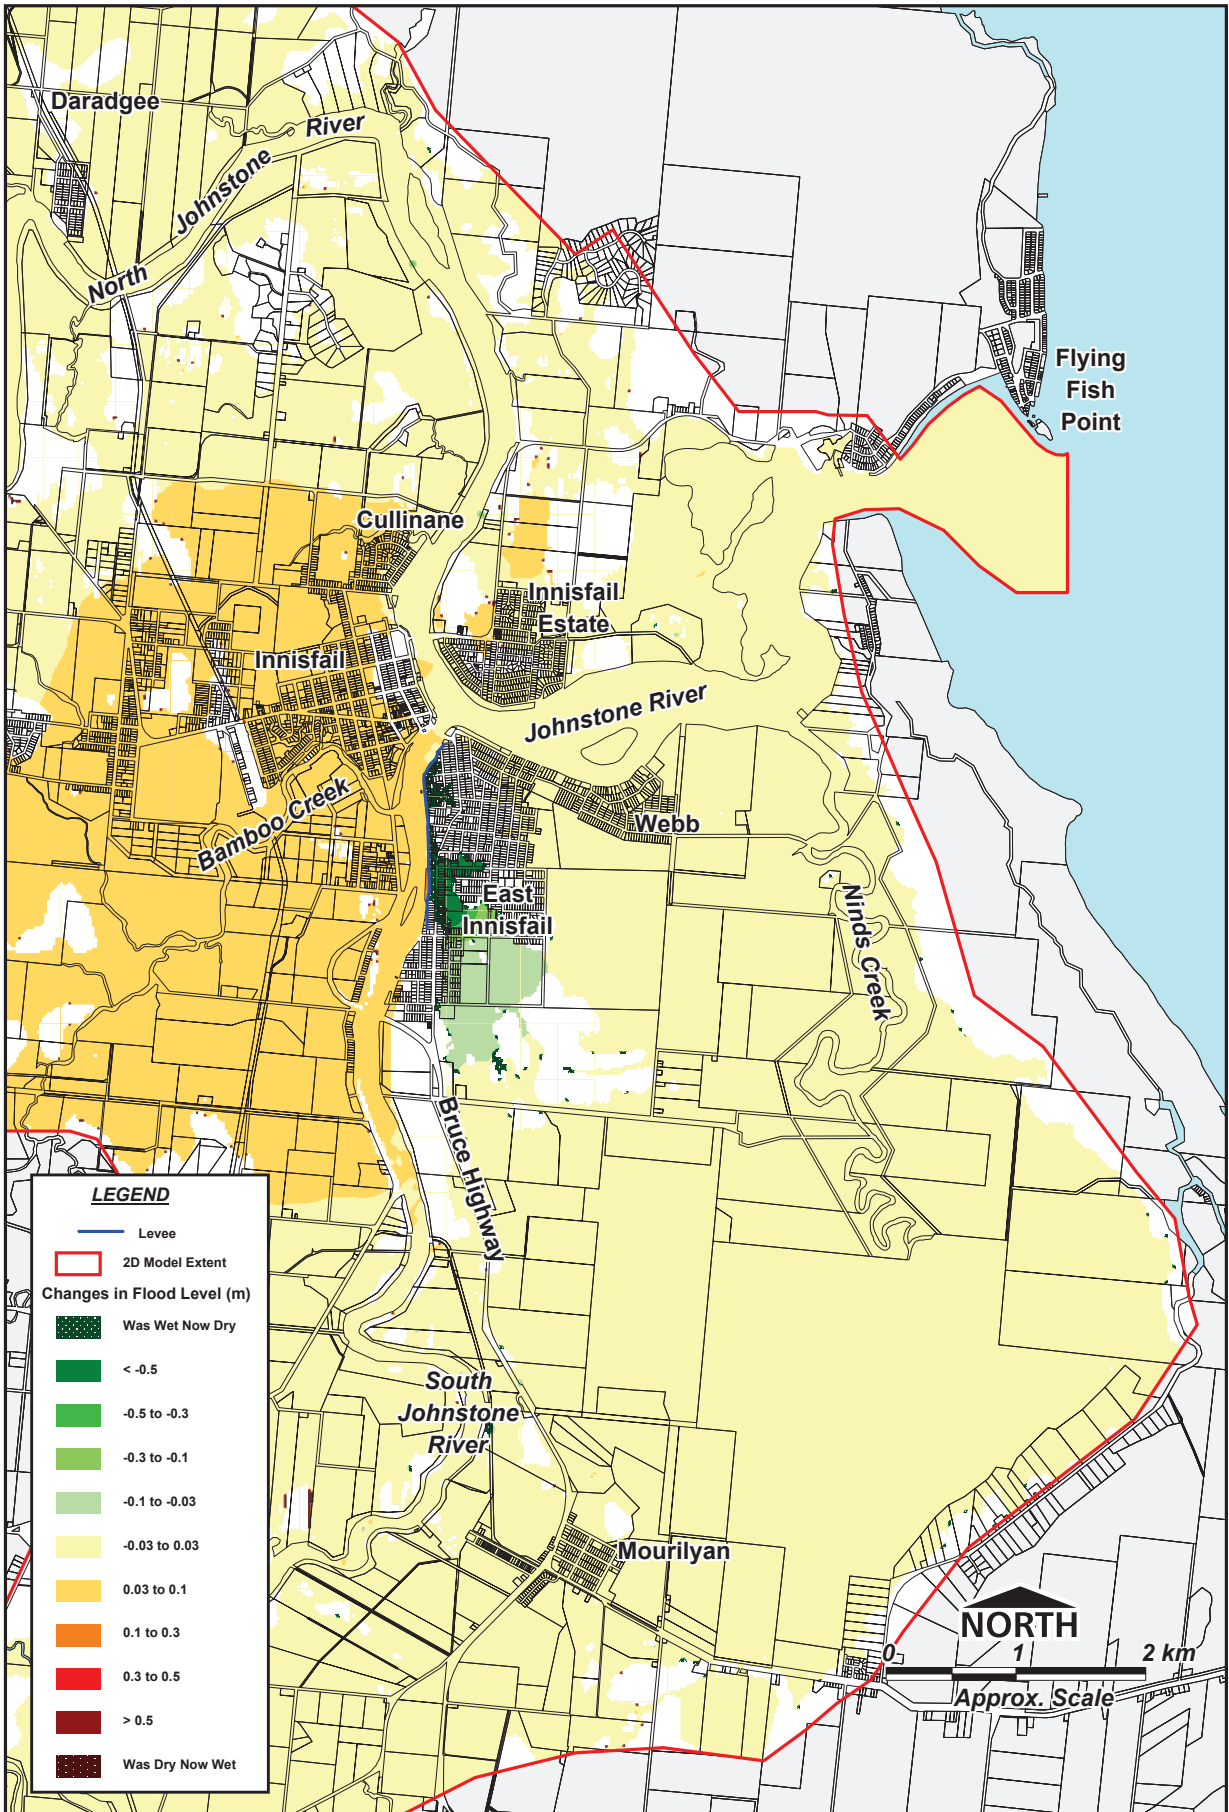 Daradgee
River
Johnstone
North
Flying
Fish
Point
Cullinane
Innisfail
Estate
Innisfail
Johnstone River
Bamboo Creek
Webb
East
Innisfail
Ninds Creek
Bruce Highway
South
Johnstone
River
Mourilyan
LEGEND
Levee
2D Model Extent
Changes in Flood Level (m)
Was Wet Now Dry
< -0.5
-0.5 to -0.3
-0.3 to -0.1
-0.1 to -0.03
-0.03 to 0.03
0.03 to 0.1
0.1 to 0.3
0.3 to 0.5
> 0.5
Was Dry Now Wet
NORTH
0 1 2 km
Approx. Scale